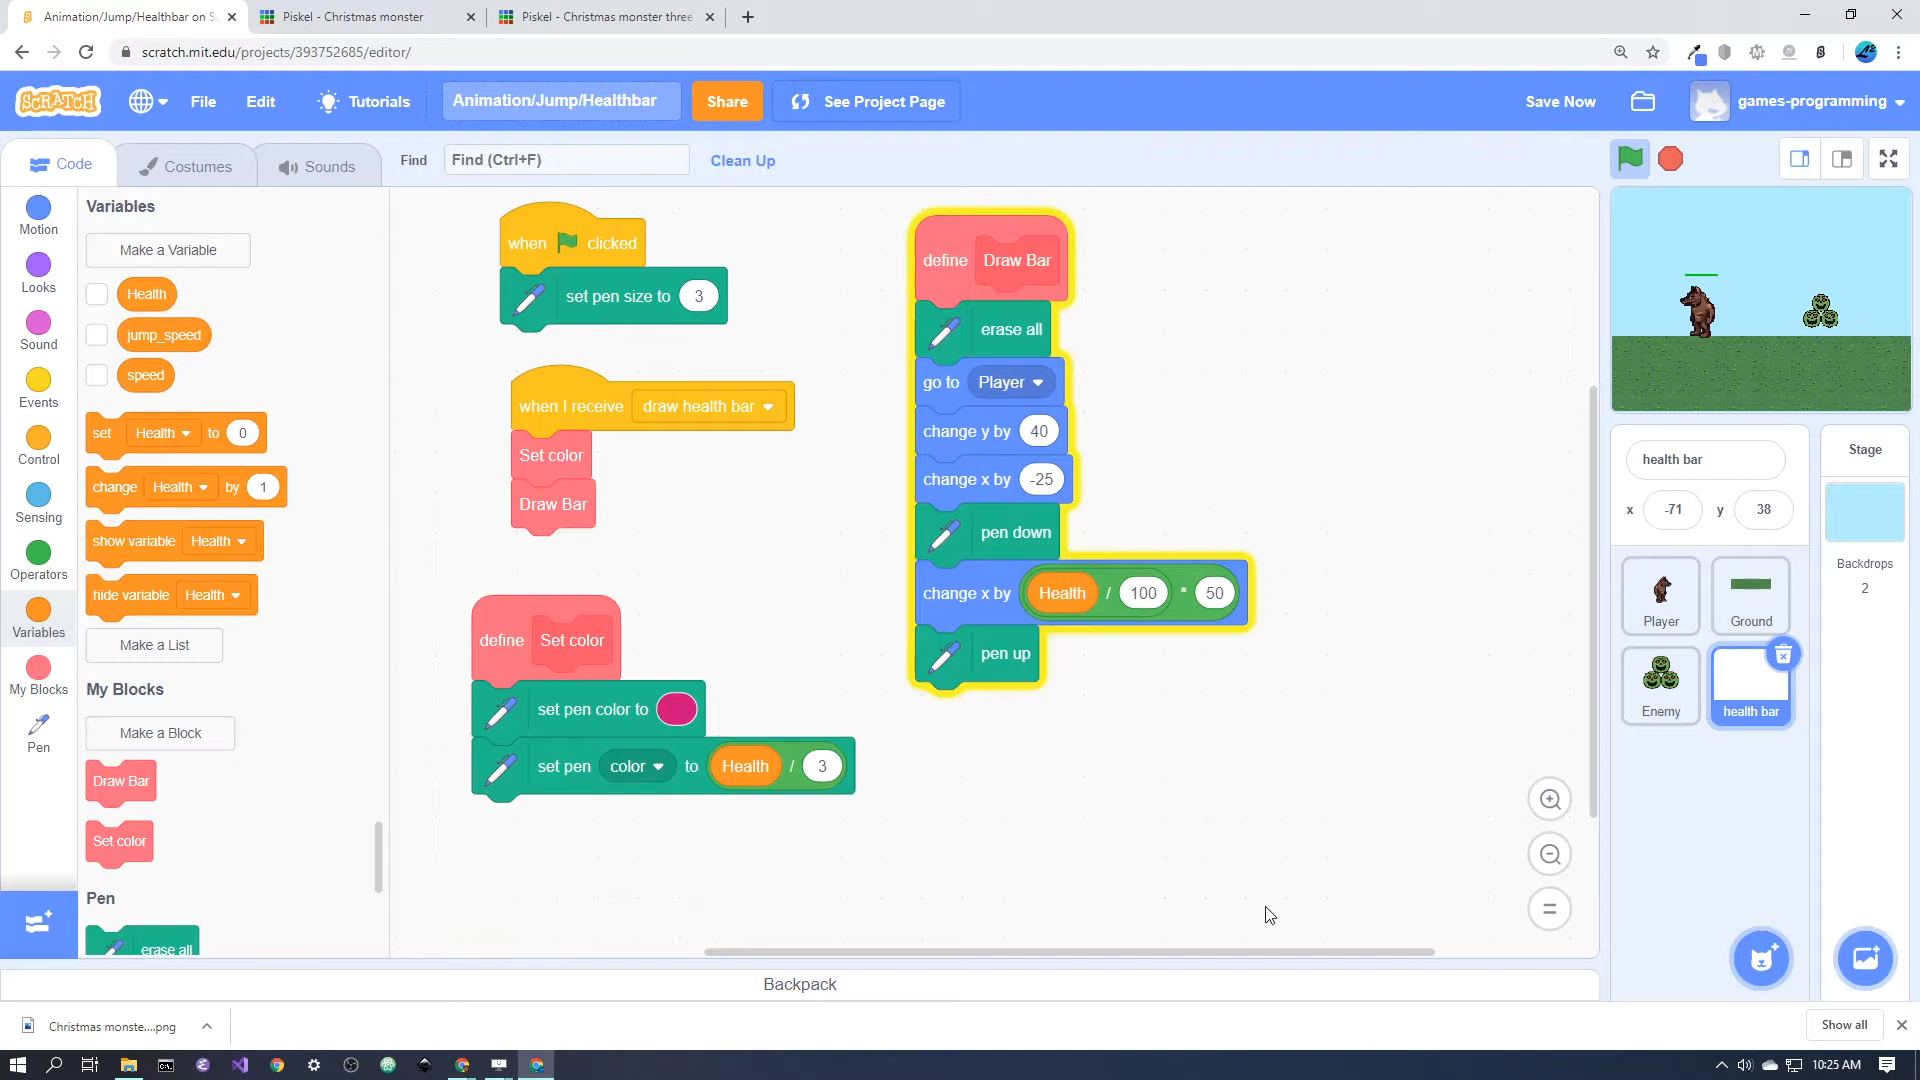 Animation/Jump/Healthbar on S
Piskel - Christmas monster
Piskel - Christmas monster three
scratch.mit.edu/projects/393752685/editor/
SCRATCH
File
Edit
Tutorials
Animation/Jump/Healthbar
Share
See Project Page
Save Now
games-programming
Code
Costumes
Sounds
Find
Find (Ctrl+F)
Clean Up
Motion
Looks
Sound
Events
Control
Sensing
Operators
Variables
My Blocks
Pen
Variables
Make a Variable
Health
jump_speed
speed
set Health to 0
change Health by 1
show variable Health
hide variable Health
Make a List
My Blocks
Make a Block
Draw Bar
Set color
Pen
erase all
when clicked
set pen size to 3
when I receive draw health bar
Set color
Draw Bar
define Set color
set pen color to
set pen color to Health / 3
define Draw Bar
erase all
go to Player
change y by 40
change x by -25
pen down
change x by Health / 100 * 50
pen up
health bar
x -71 y 38
Player
Ground
Enemy
health bar
Stage
Backdrops
2
Backpack
Christmas monste....png
Show all
10:25 AM